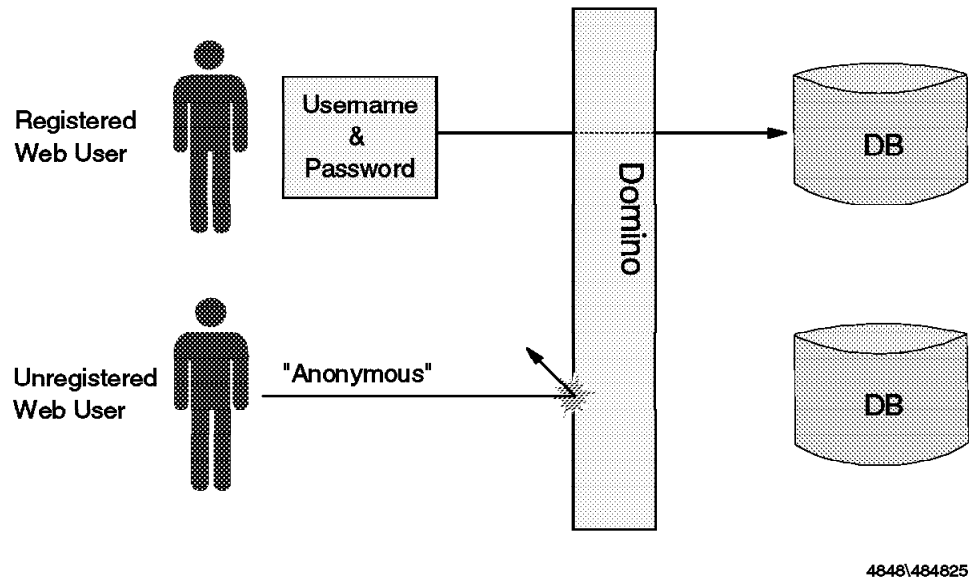 Registered
Web User
Username
&
Password
Domino
DB
Unregistered
Web User
"Anonymous"
DB
4848\484825